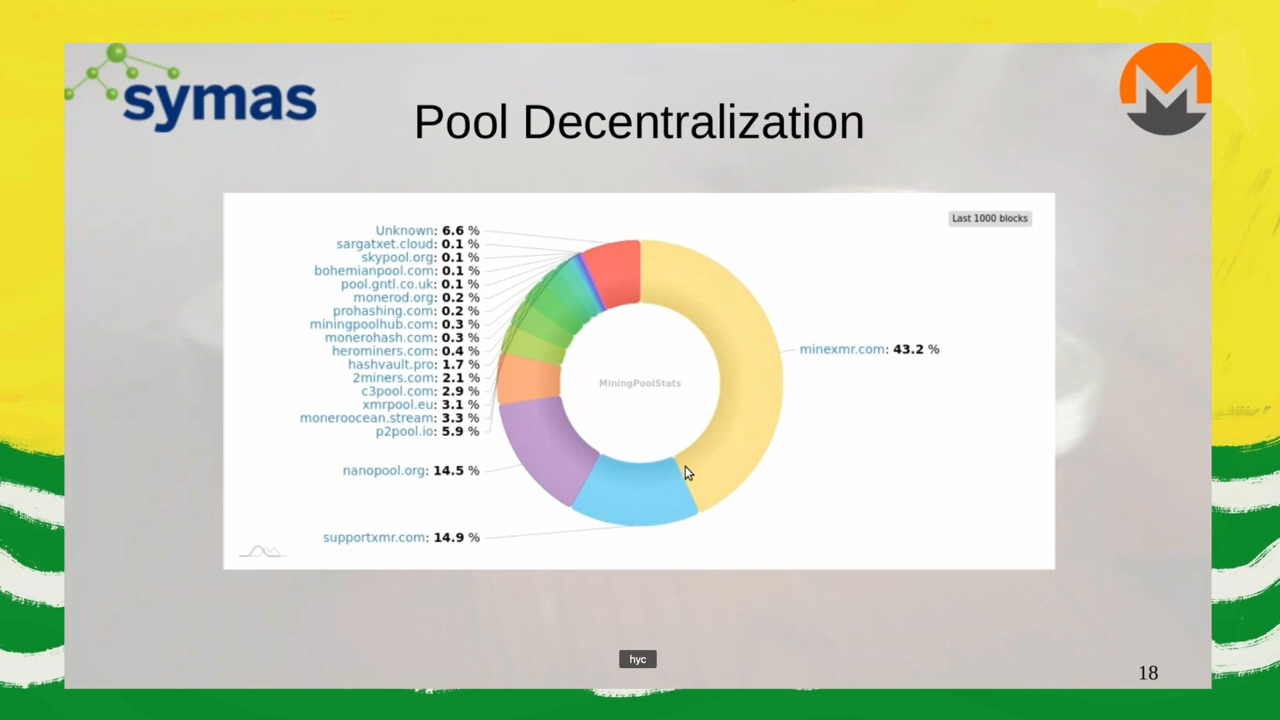 symas
Pool Decentralization
Last 1000 blocks
Unknown: 6.6 %
sargatxet.cloud: 0.1 %
skypool.org: 0.1 %
bohemianpool.com: 0.1 %
pool.gntl.co.uk: 0.1 %
monerod.org: 0.2 %
prohashing.com: 0.2 %
miningpoolhub.com: 0.3 %
monerohash.com: 0.3 %
herominers.com: 0.4 %
hashvault.pro: 1.7 %
2miners.com: 2.1 %
c3pool.com: 2.9 %
xmrpool.eu: 3.1 %
moneroocean.stream: 3.3 %
p2pool.io: 5.9 %
nanopool.org: 14.5 %
supportxmr.com: 14.9 %
minexmr.com: 43.2 %
MiningPoolStats
hyc
18